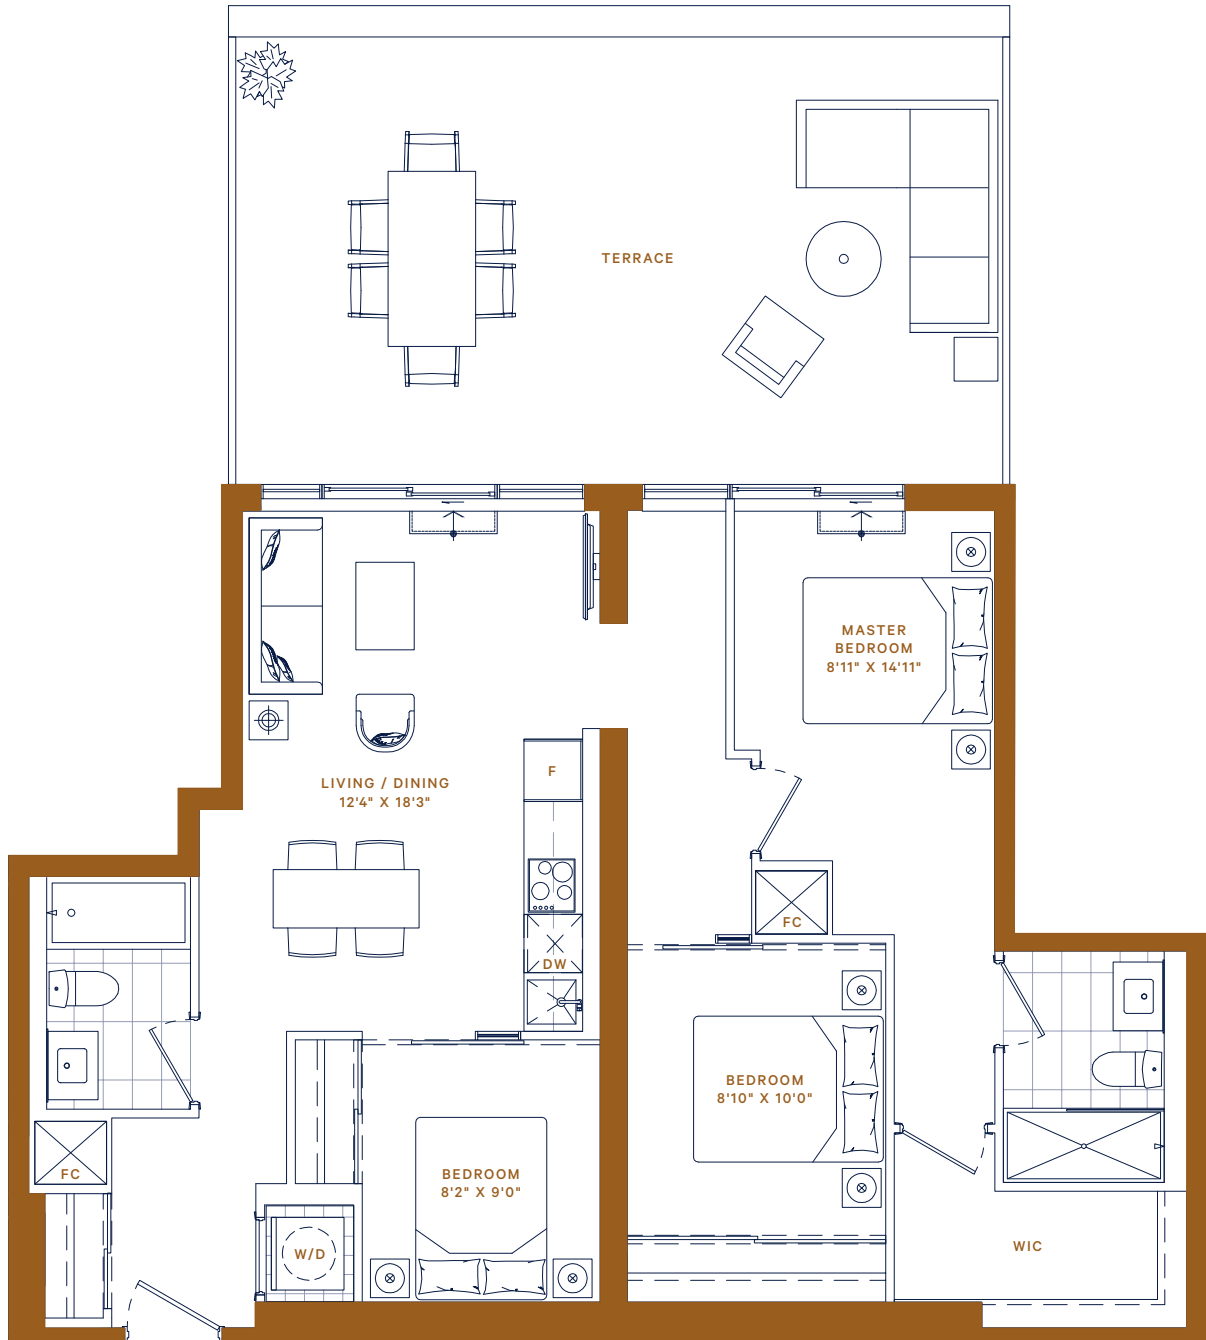 TERRACE
MASTER
BEDROOM
8'11" X 14'11"
F
LIVING / DINING
12'4" X 18'3"
FC
DW
BEDROOM
8'10" X 10'0"
FC
BEDROOM
8'2" X 9'0"
WIC
W/D